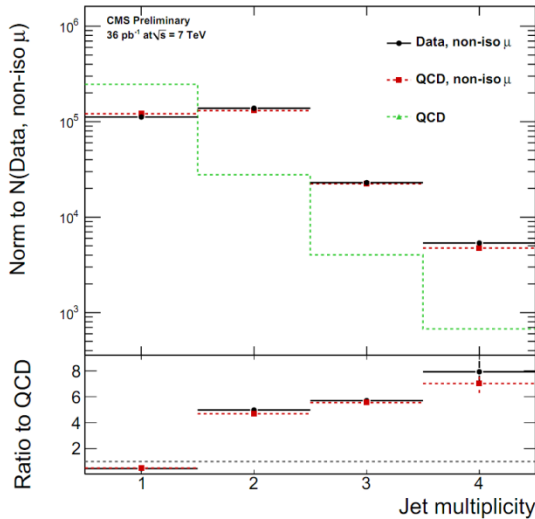 CMS Preliminary
36 pb⁻¹ at √s = 7 TeV
Data, non-iso μ
QCD, non-iso μ
QCD
Norm to N(Data, non-iso μ)
10⁶
10⁵
10⁴
10³
Ratio to QCD
8
6
4
2
1 2 3 4
Jet multiplicity